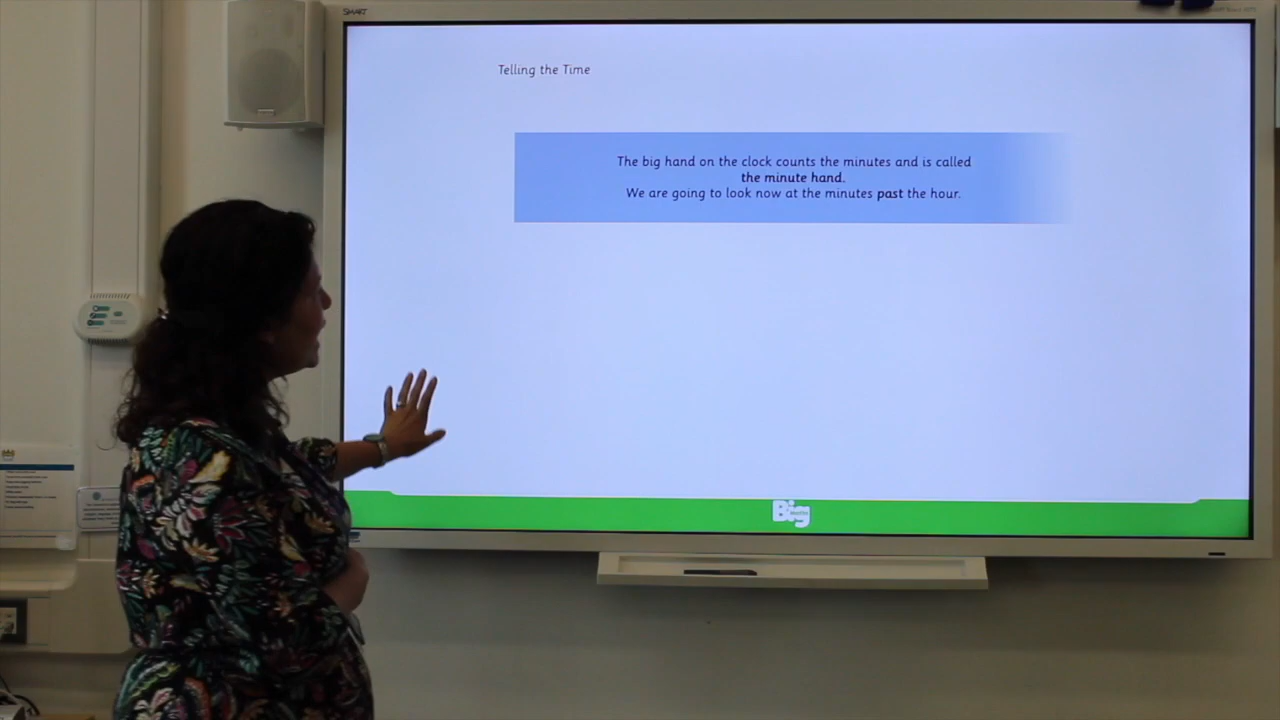 SMART
Telling the Time
The big hand on the clock counts the minutes and is called
the minute hand.
We are going to look now at the minutes past the hour.
Big